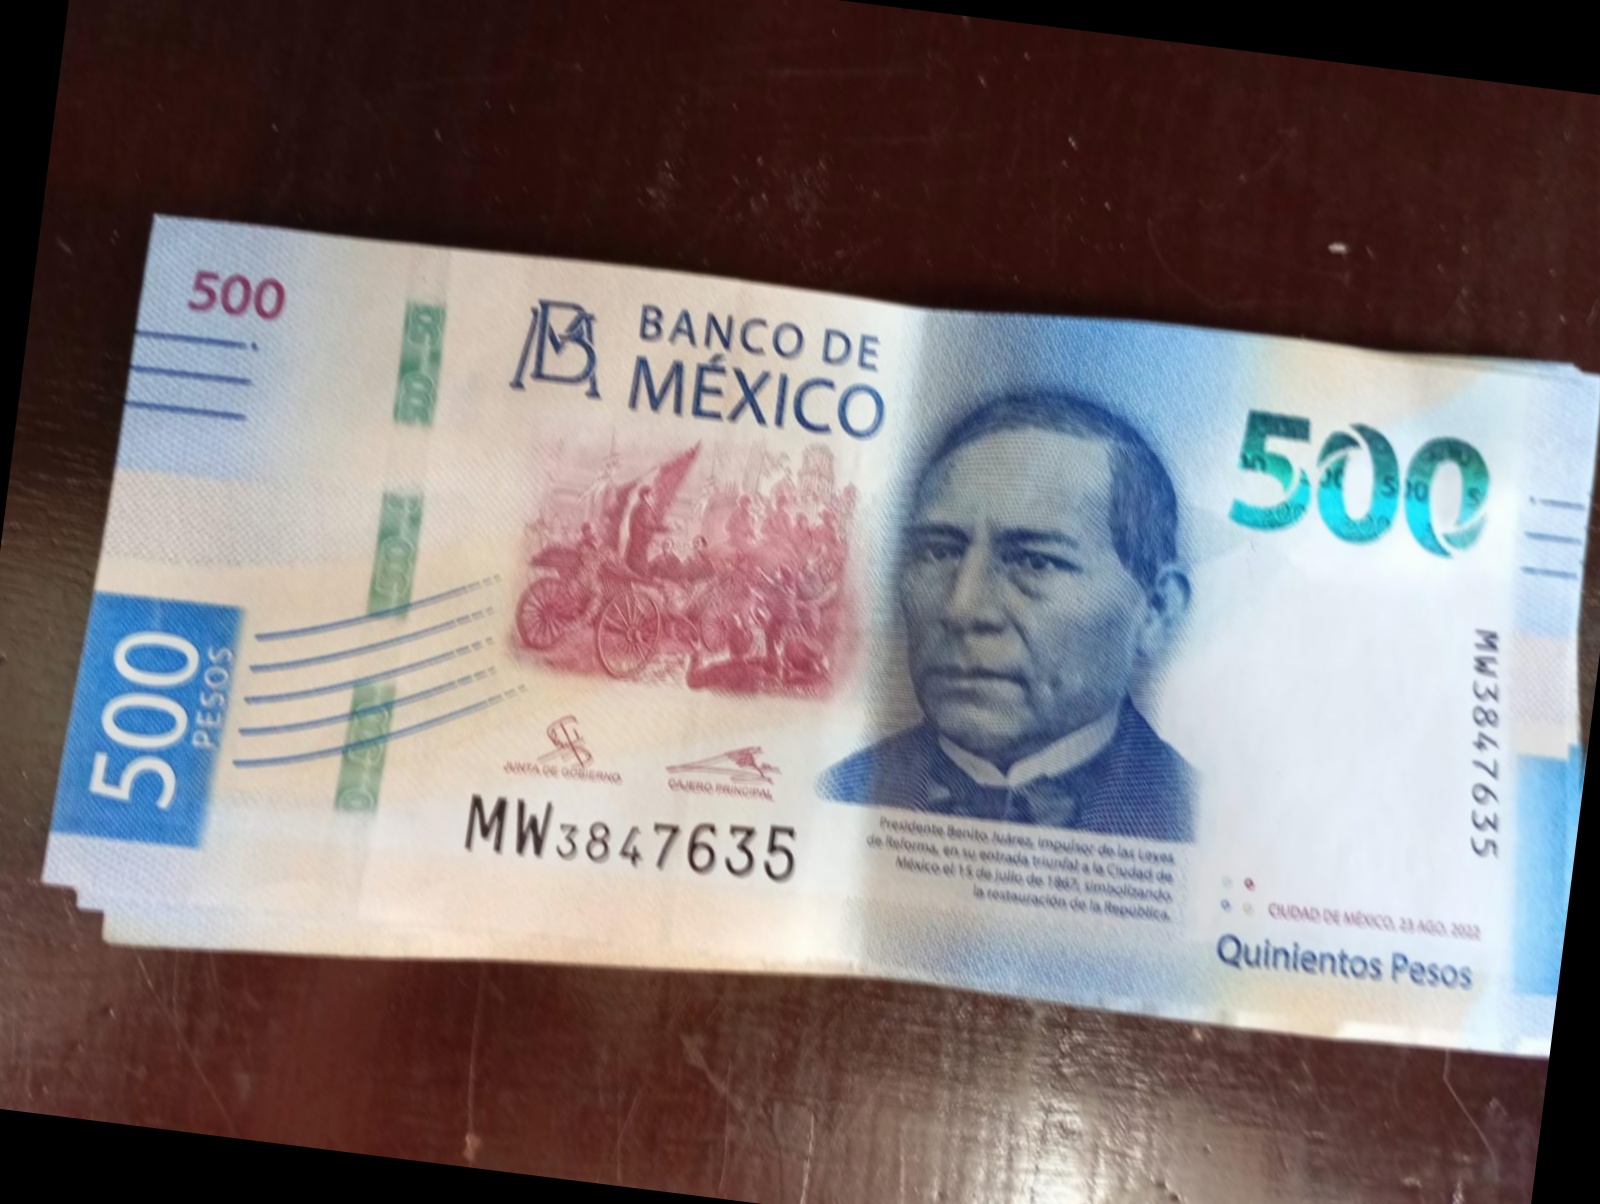 500
BANCO DE
MÉXICO
500
500
PESOS
JUNTA DE GOBIERNO
CAJERO PRINCIPAL
MW3847635
MW3847635
Presidente Benito Juárez, impulsor de las Leyes
de Reforma, en su entrada triunfal a la Ciudad de
México el 15 de julio de 1867, simbolizando
la restauración de la República.
CIUDAD DE MÉXICO, 23 AGO. 2022
Quinientos Pesos